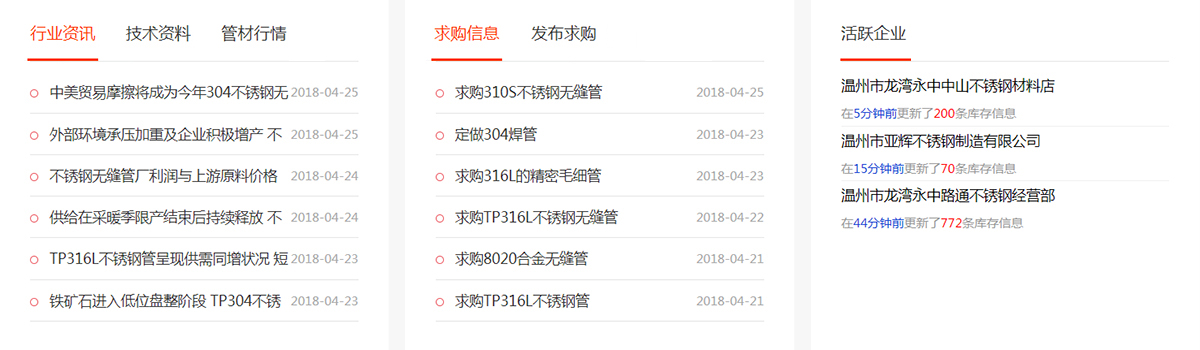 行业资讯 技术资料 管材行情
中美贸易摩擦将成为今年304不锈钢无 2018-04-25
外部环境承压加重及企业积极增产 不 2018-04-25
不锈钢无缝管厂利润与上游原料价格 2018-04-24
供给在采暖季限产结束后持续释放 不 2018-04-24
TP316L不锈钢管呈现供需同增状况 短 2018-04-23
铁矿石进入低位盘整阶段 TP304不锈 2018-04-23
求购信息 发布求购
求购310S不锈钢无缝管 2018-04-25
定做304焊管 2018-04-23
求购316L的精密毛细管 2018-04-23
求购TP316L不锈钢无缝管 2018-04-22
求购8020合金无缝管 2018-04-21
求购TP316L不锈钢管 2018-04-21
活跃企业
温州市龙湾永中中山不锈钢材料店
在5分钟前更新了200条库存信息
温州市亚辉不锈钢制造有限公司
在15分钟前更新了70条库存信息
温州市龙湾永中路通不锈钢经营部
在44分钟前更新了772条库存信息